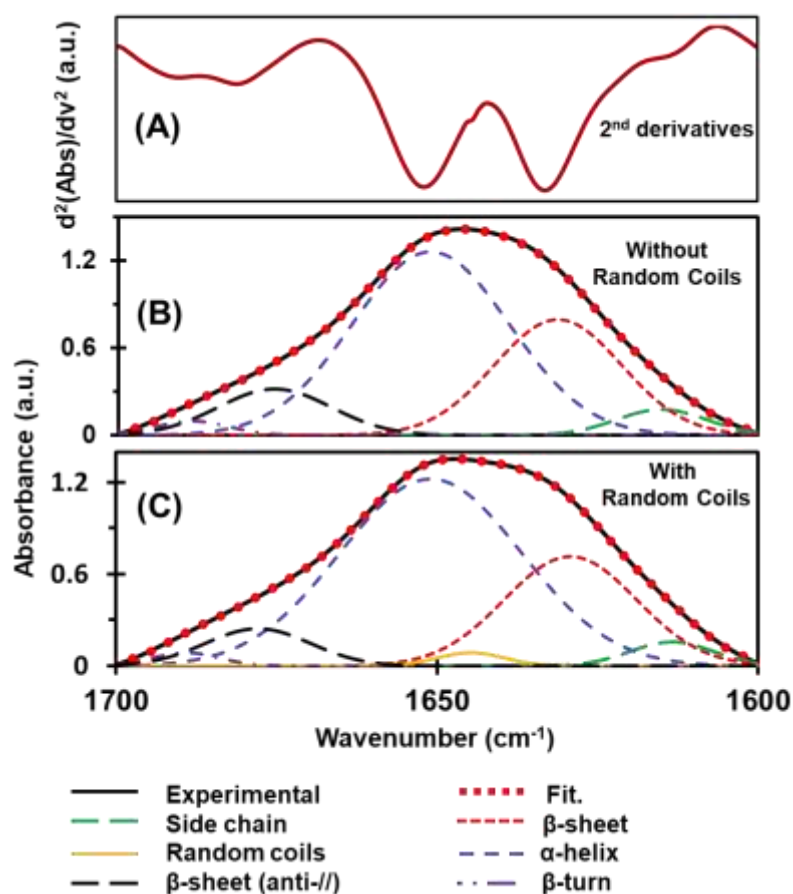 d²(Abs)/dν² (a.u.)
(A)
2nd derivatives
Absorbance (a.u.)
1.2
0.6
0
(B)
Without
Random Coils
1.2
0.6
0
(C)
With
Random Coils
1700
1650
1600
Wavenumber (cm-1)
Experimental
Fit.
Side chain
β-sheet
Random coils
α-helix
β-sheet (anti-//)
β-turn